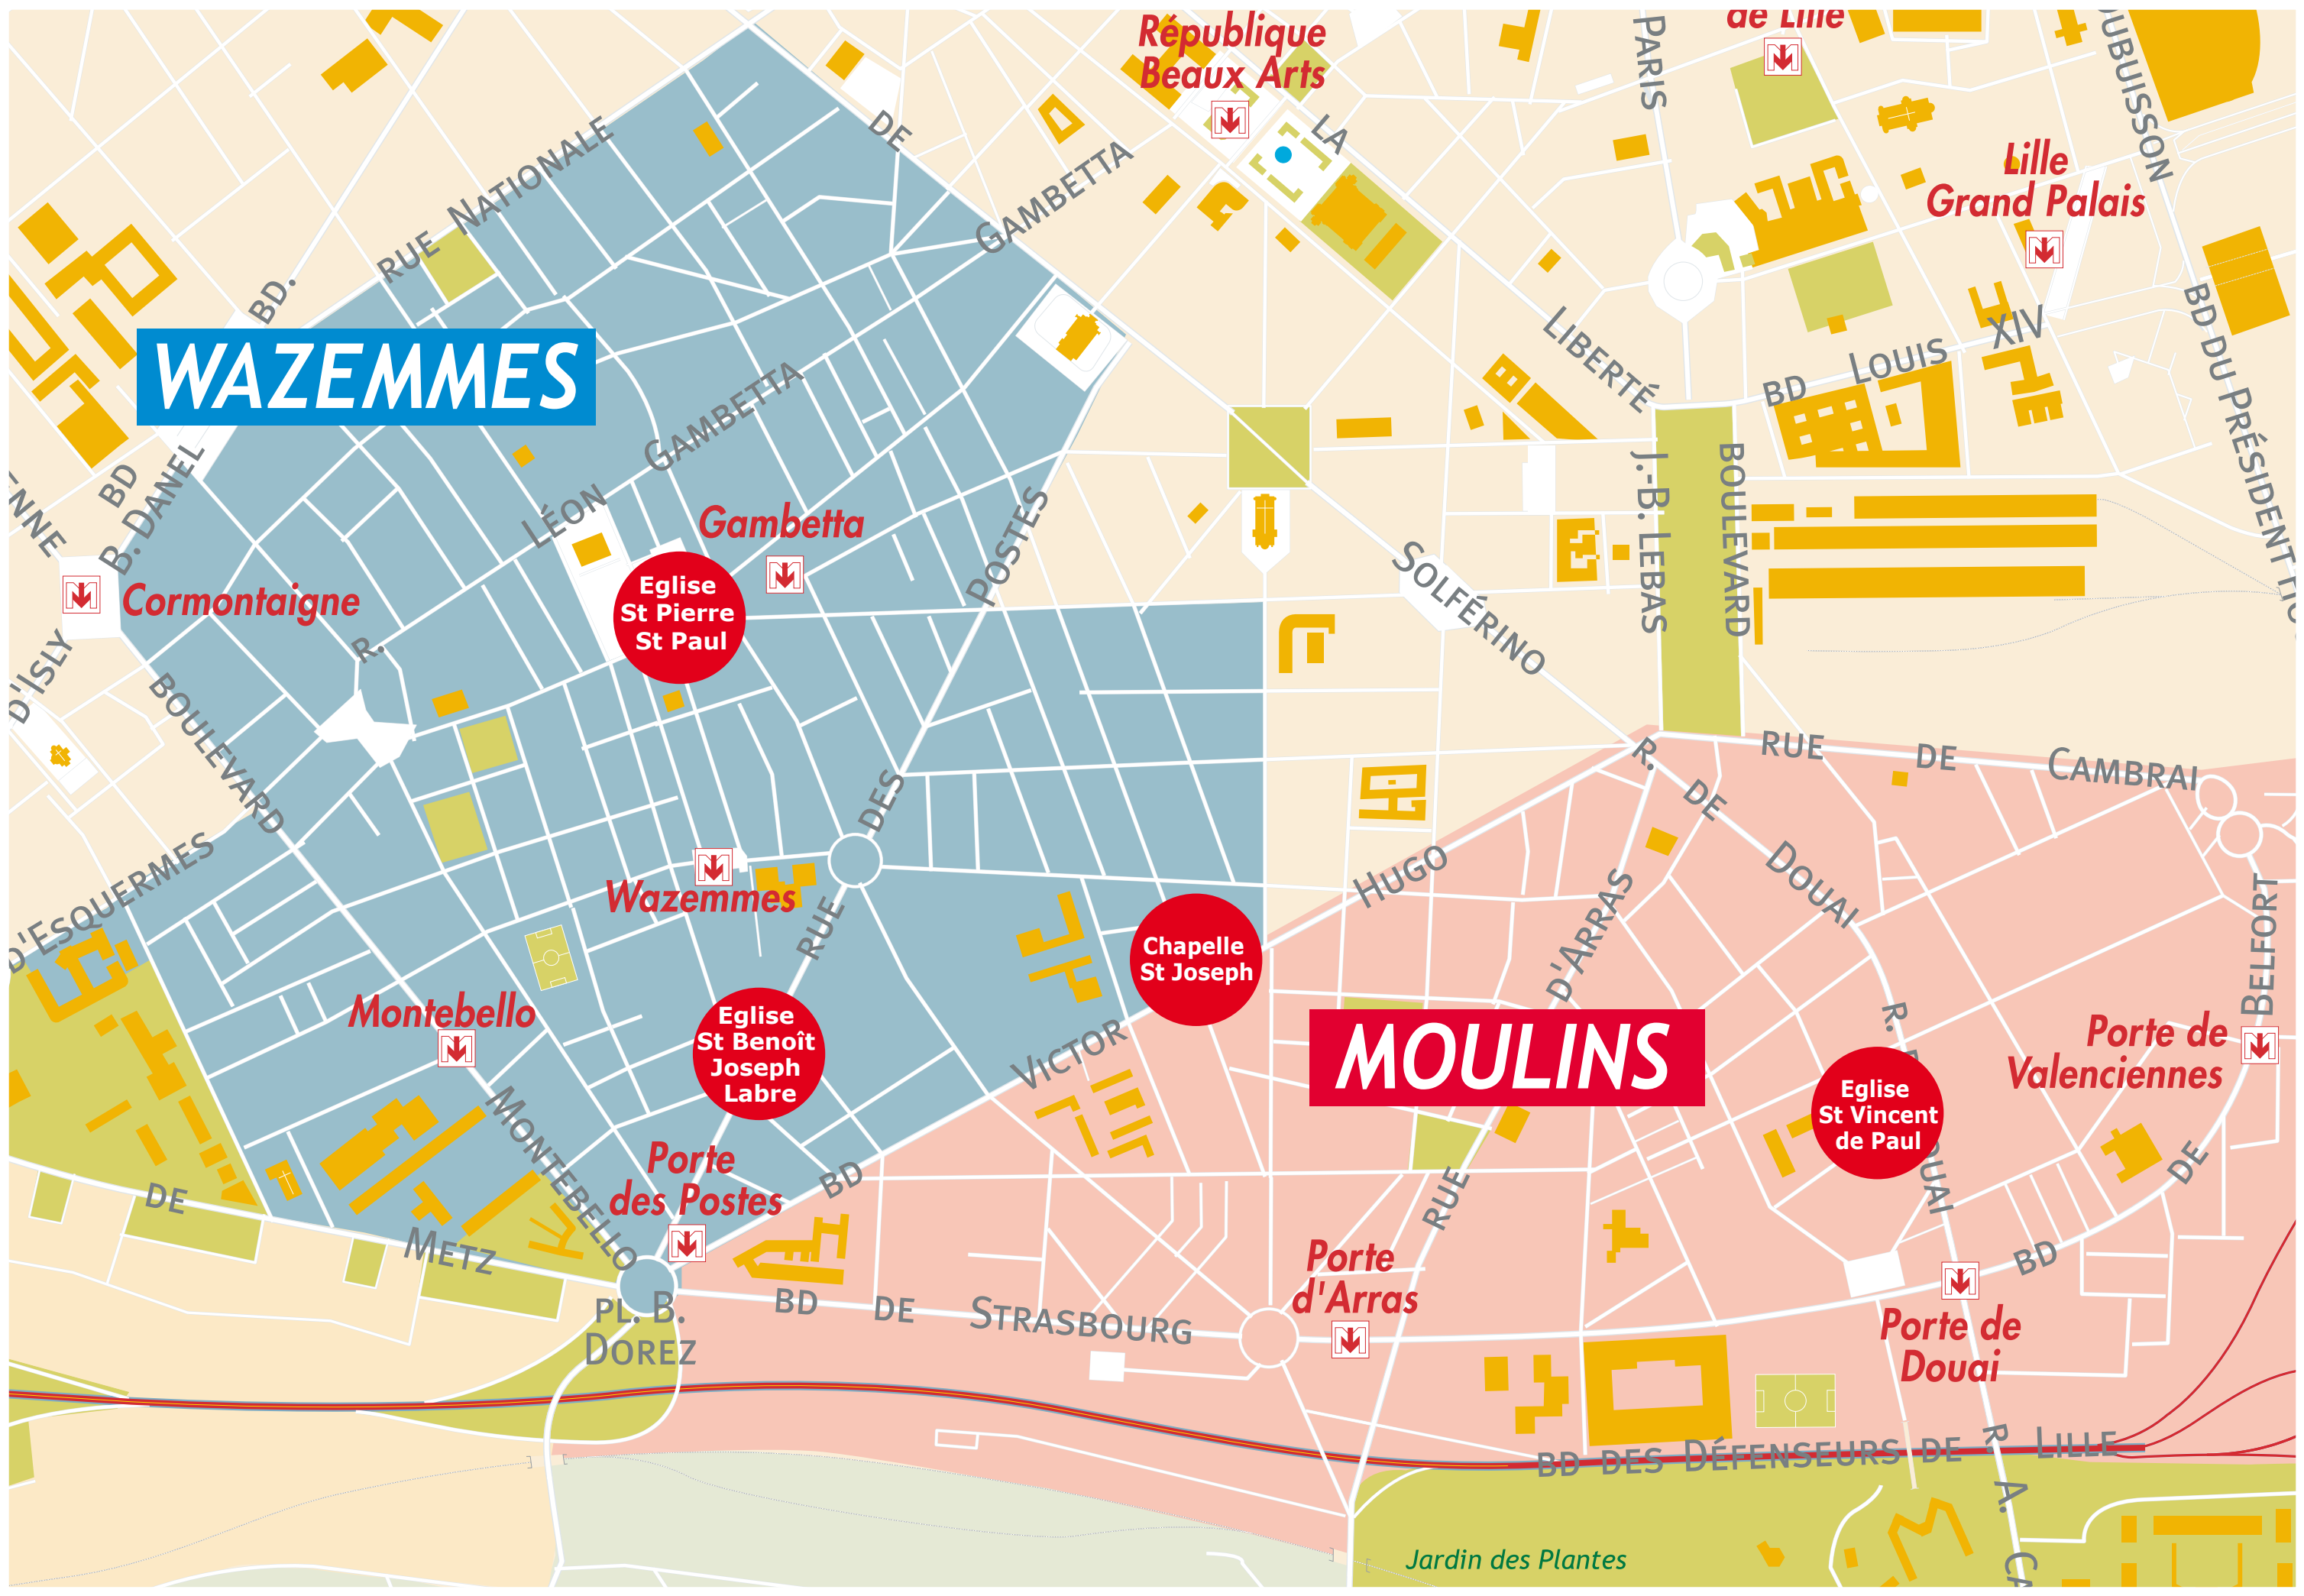 République
Beaux Arts
de Lille
PARIS
DE
LA
GAMBETTA
RUE NATIONALE
BD.
Lille
Grand Palais
BD DU PRÉSIDENT
LIBERTÉ
BD LOUIS XIV
WAZEMMES
GAMBETTA
LÉON
R.
BD
B. DANEL
Gambetta
Cormontaigne
Eglise
St Pierre
St Paul
POSTES
DES
RUE
SOLFÉRINO
J.-B. LEBAS
BOULEVARD
D'ISLY
BOULEVARD
RUE DE CAMBRAI
R. DE DOUAI
D'ESQUERMES
Wazemmes
HUGO
D'ARRAS
RUE
BELFORT
Chapelle
St Joseph
Montebello
Eglise
St Benoît
Joseph
Labre
VICTOR
BD
MOULINS
R.
Porte de
Valenciennes
Eglise
St Vincent
de Paul
MONTEBELLO
Porte
des Postes
DE
METZ
DE
BD
Porte
d'Arras
PL. B.
DOREZ
BD DE STRASBOURG
Porte de
Douai
BD DES DÉFENSEURS DE LILLE
R. A.
Jardin des Plantes